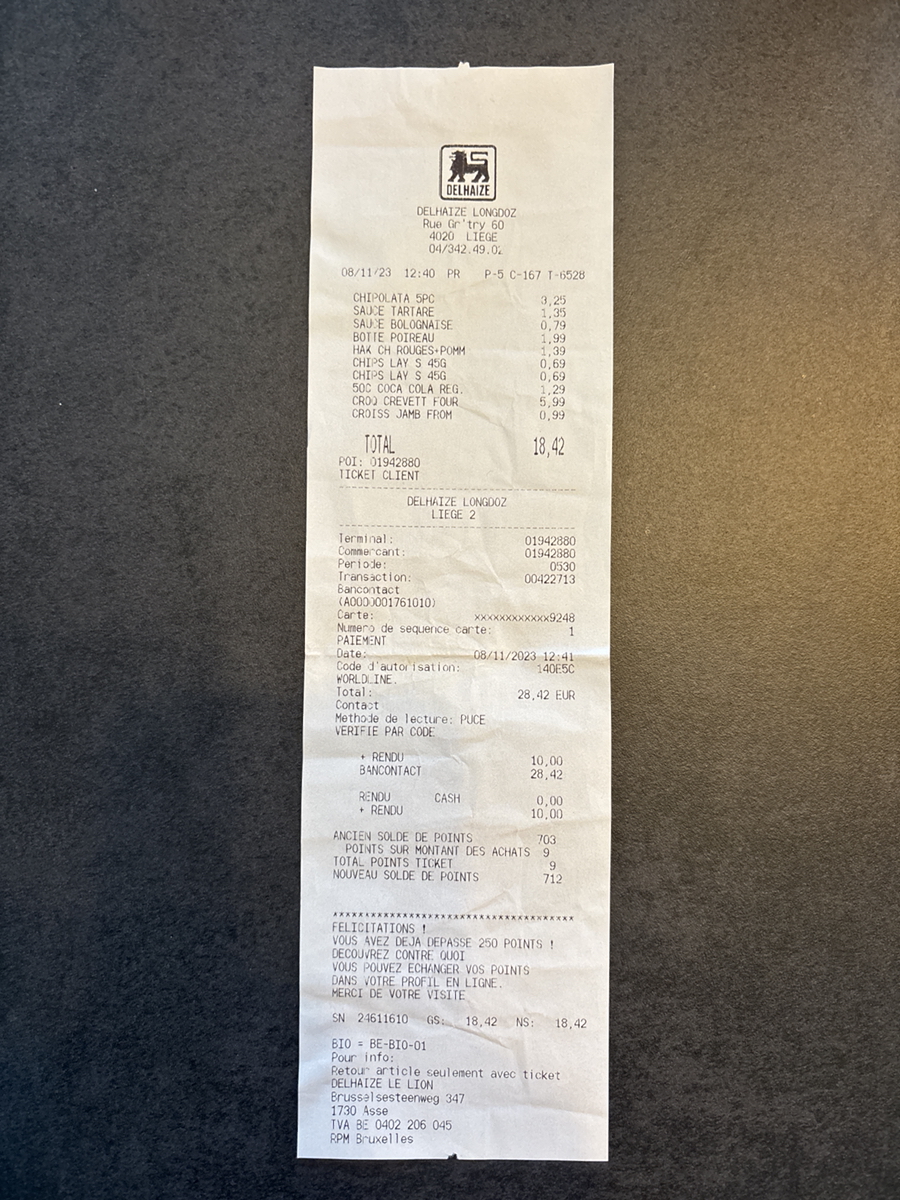 DELHAIZE
DELHAIZE LONGDOZ
Rue Gr'try 60
4020 LIEGE
04/342.49.02
08/11/23 12:40 PR P-5 C-167 T-6528
CHIPOLATA 5PC 3,25
SAUCE TARTARE 1,35
SAUCE BOLOGNAISE 0,79
BOTTE POIREAU 1,99
HAK CH ROUGES+POMM 1,39
CHIPS LAY S 45G 0,69
CHIPS LAY S 45G 0,69
50C COCA COLA REG. 1,29
CROQ CREVETT FOUR 5,99
CROISS JAMB FROM 0,99
TOTAL 18,42
POI: 01942880
TICKET CLIENT
DELHAIZE LONGDOZ
LIEGE 2
Terminal: 01942880
Commercant: 01942880
Periode: 0530
Transaction: 00422713
Bancontact
(A0000001761010)
Carte: xxxxxxxxxxxx9248
Numero de sequence carte: 1
PAIEMENT
Date: 08/11/2023 12:41
Code d'autorisation: 140E5C
WORLDLINE.
Total: 28,42 EUR
Contact
Methode de lecture: PUCE
VERIFIE PAR CODE
+ RENDU 10,00
BANCONTACT 28,42
RENDU CASH 0,00
+ RENDU 10,00
ANCIEN SOLDE DE POINTS 703
POINTS SUR MONTANT DES ACHATS 9
TOTAL POINTS TICKET 9
NOUVEAU SOLDE DE POINTS 712
***************************************
FELICITATIONS !
VOUS AVEZ DEJA DEPASSE 250 POINTS !
DECOUVREZ CONTRE QUOI
VOUS POUVEZ ECHANGER VOS POINTS
DANS VOTRE PROFIL EN LIGNE.
MERCI DE VOTRE VISITE
SN 24611610 GS: 18,42 NS: 18,42
BIO = BE-BIO-01
Pour info:
Retour article seulement avec ticket
DELHAIZE LE LION
Brusselsesteenweg 347
1730 Asse
TVA BE 0402 206 045
RPM Bruxelles